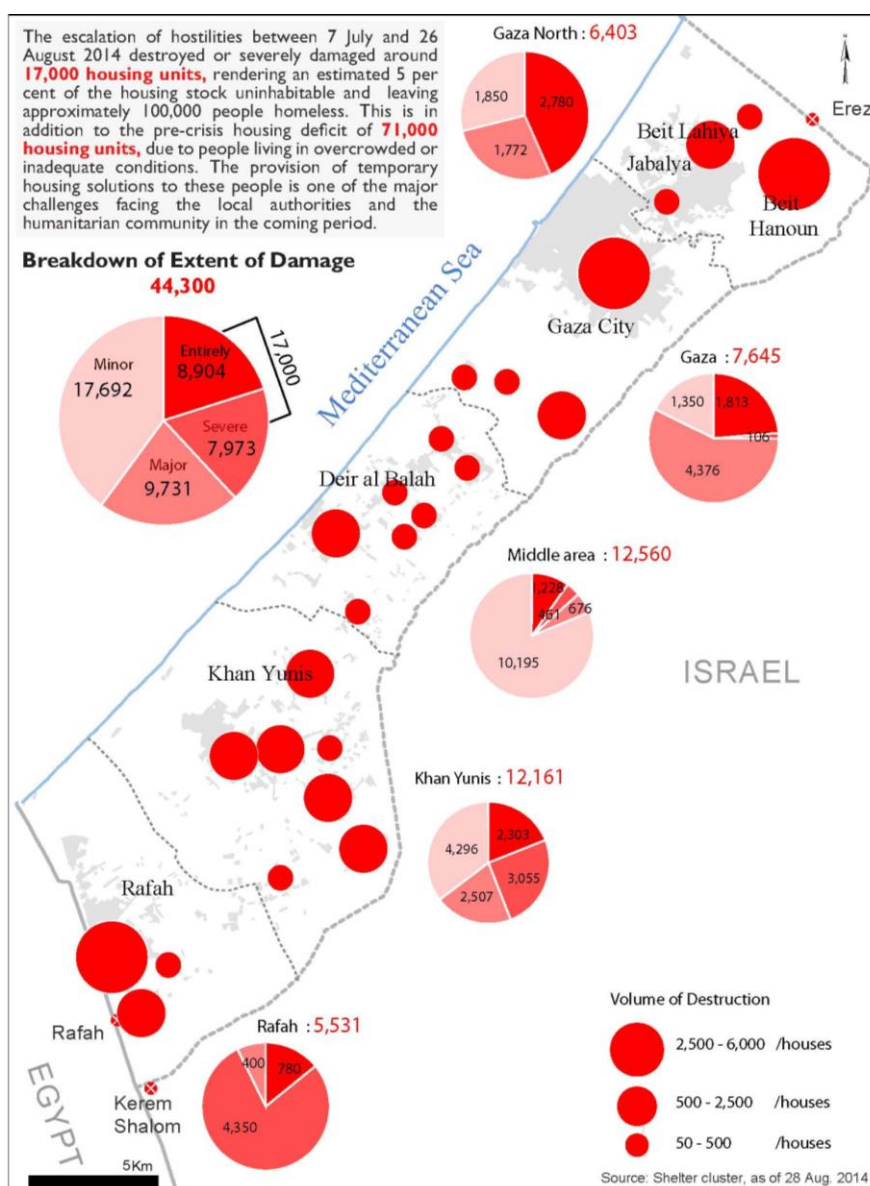 The escalation of hostilities between 7 July and 26
August 2014 destroyed or severely damaged around
17,000 housing units, rendering an estimated 5 per
cent of the housing stock uninhabitable and leaving
approximately 100,000 people homeless. This is in
addition to the pre-crisis housing deficit of 71,000
housing units, due to people living in overcrowded or
inadequate conditions. The provision of temporary
housing solutions to these people is one of the major
challenges facing the local authorities and the
humanitarian community in the coming period.
Breakdown of Extent of Damage
44,300
Minor
17,692
Entirely
8,904
17,000
Severe
7,973
Major
9,731
Gaza North : 6,403
1,850
2,780
1,772
Erez
Beit Lahiya
Jabalya
Beit
Hanoun
Mediterranean Sea
Gaza City
Gaza : 7,645
1,350
1,813
106
4,376
Deir al Balah
Middle area : 12,560
1,228
461
676
10,195
ISRAEL
Khan Yunis
Khan Yunis : 12,161
4,296
2,303
3,055
2,507
Rafah
Rafah
Rafah : 5,531
400
780
4,350
Kerem
Shalom
EGYPT
5Km
Volume of Destruction
2,500 - 6,000 /houses
500 - 2,500 /houses
50 - 500 /houses
Source: Shelter cluster, as of 28 Aug. 2014